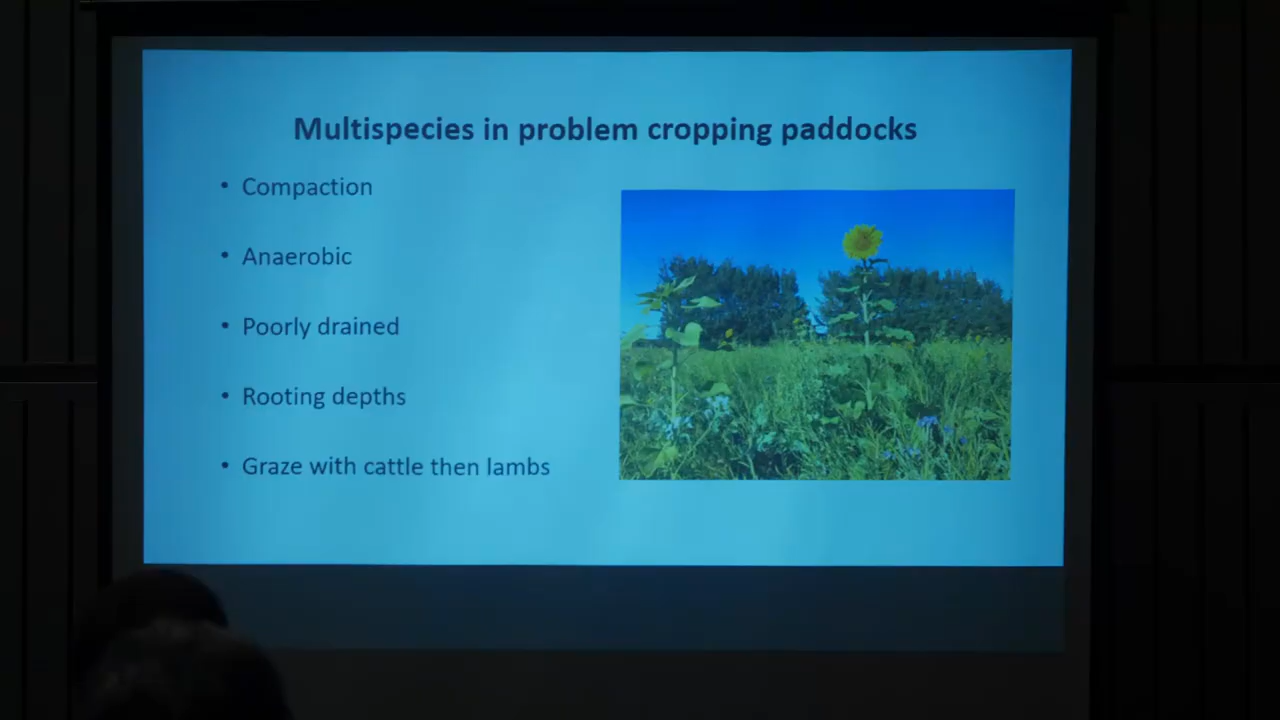 Multispecies in problem cropping paddocks
• Compaction
• Anaerobic
• Poorly drained
• Rooting depths
• Graze with cattle then lambs